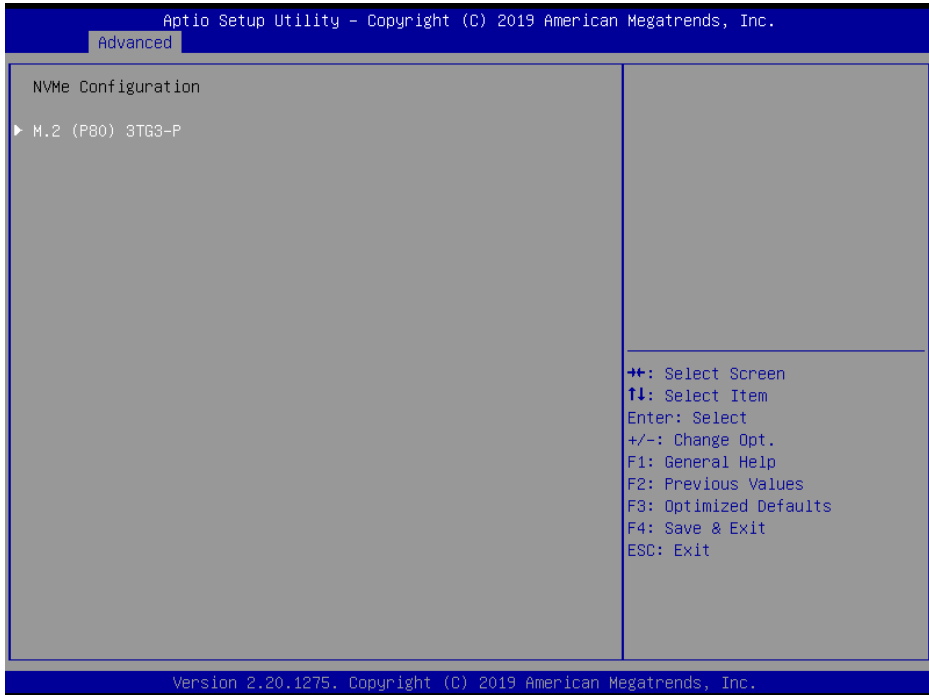 Aptio Setup Utility – Copyright (C) 2019 American Megatrends, Inc.
Advanced
NVMe Configuration
▶ M.2 (P80) 3TG3-P
→←: Select Screen
↑↓: Select Item
Enter: Select
+/-: Change Opt.
F1: General Help
F2: Previous Values
F3: Optimized Defaults
F4: Save & Exit
ESC: Exit
Version 2.20.1275. Copyright (C) 2019 American Megatrends, Inc.